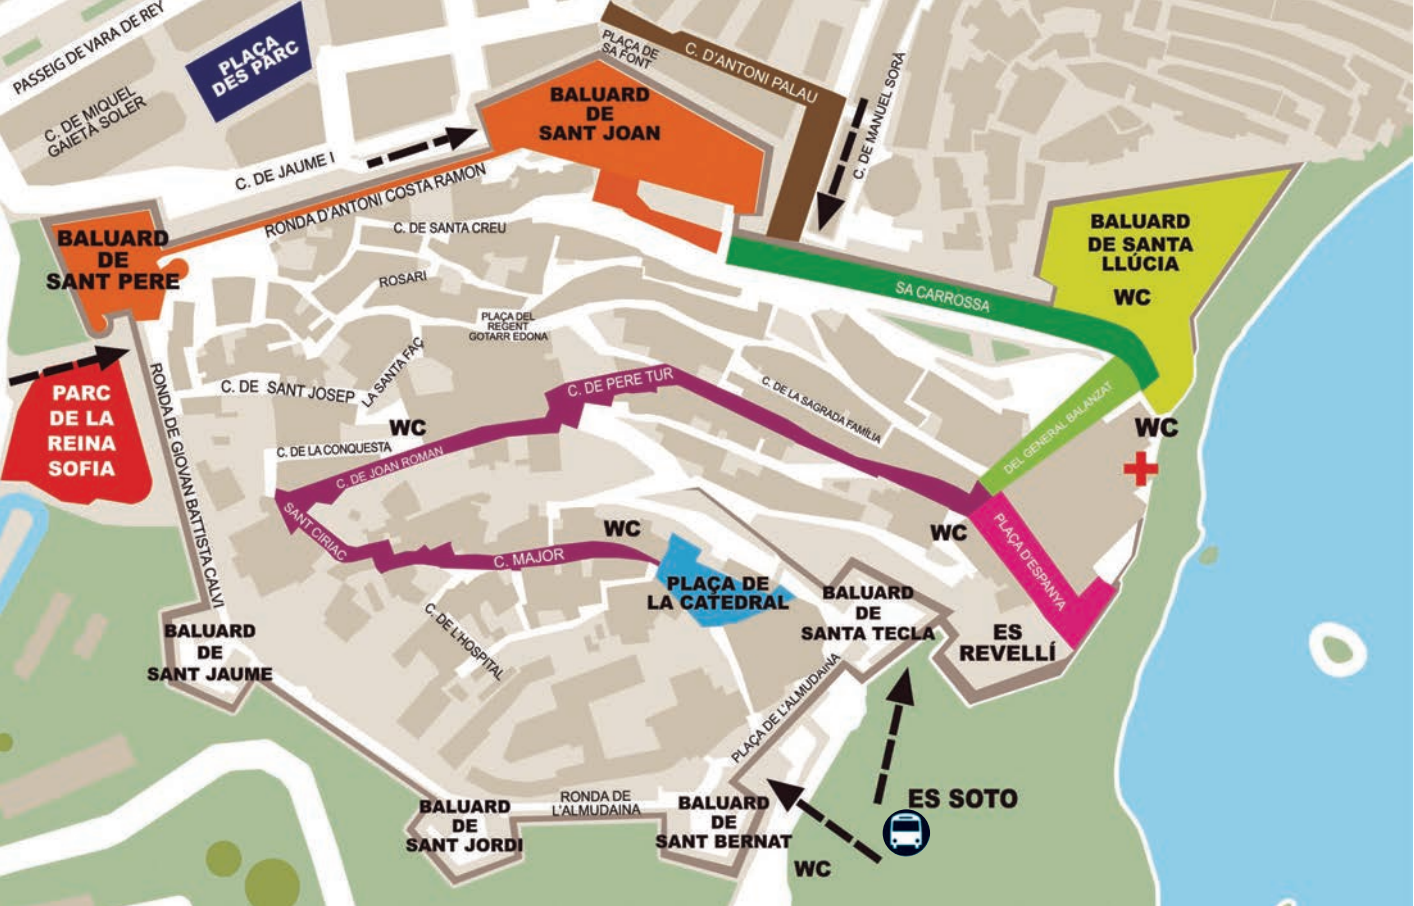 PASSEIG DE VARA DE REY
PLAÇA
DES PARC
C. DE MIQUEL
GAIETÀ SOLER
PLAÇA DE
SA FONT
C. D'ANTONI PALAU
C. DE MANUEL SORÀ
BALUARD
DE
SANT JOAN
C. DE JAUME I
RONDA D'ANTONI COSTA RAMON
C. DE SANTA CREU
ROSARI
BALUARD
DE
SANT PERE
BALUARD
DE SANTA
LLÚCIA
WC
SA CARROSSA
PLAÇA DEL
REGENT
GOTARR EDONA
PARC
DE LA
REINA
SOFIA
RONDA DE GIOVAN BATTISTA CALVI
C. DE SANT JOSEP
LA SANTA FAÇ
C. DE PERE TUR
C. DE LA SAGRADA FAMÍLIA
DEL GENERAL BALANZAT
WC
WC
C. DE LA CONQUESTA
C. DE JOAN ROMAN
SANT CIRIAC
WC
C. MAJOR
WC
PLAÇA D'ESPANYA
PLAÇA DE
LA CATEDRAL
BALUARD
DE
SANTA TECLA
ES
REVELLÍ
C. DE L'HOSPITAL
BALUARD
DE
SANT JAUME
PLAÇA DE L'ALMUDAINA
RONDA DE
L'ALMUDAINA
BALUARD
DE
SANT JORDI
BALUARD
DE
SANT BERNAT
ES SOTO
WC